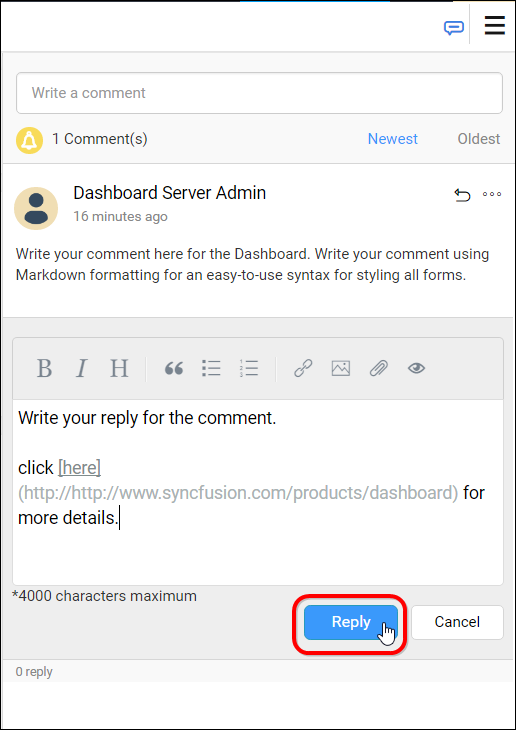 Write a comment
1 Comment(s) Newest Oldest
Dashboard Server Admin
16 minutes ago
Write your comment here for the Dashboard. Write your comment using
Markdown formatting for an easy-to-use syntax for styling all forms.
B I H
Write your reply for the comment.
click [here]
(http://http://www.syncfusion.com/products/dashboard) for
more details.
*4000 characters maximum
Reply Cancel
0 reply